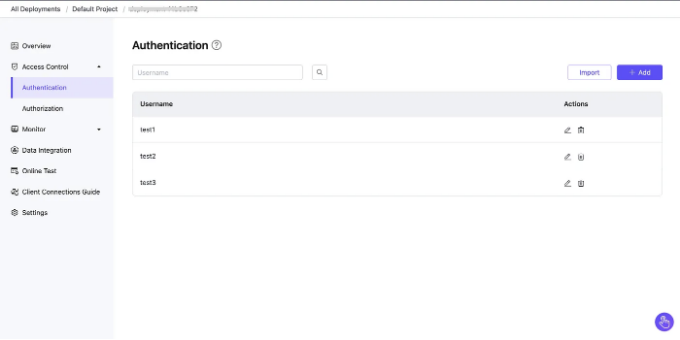 All Deployments / Default Project /
Overview
Access Control
Authentication
Authorization
Monitor
Data Integration
Online Test
Client Connections Guide
Settings
Authentication ?
Username
Import
+ Add
Username Actions
test1
test2
test3